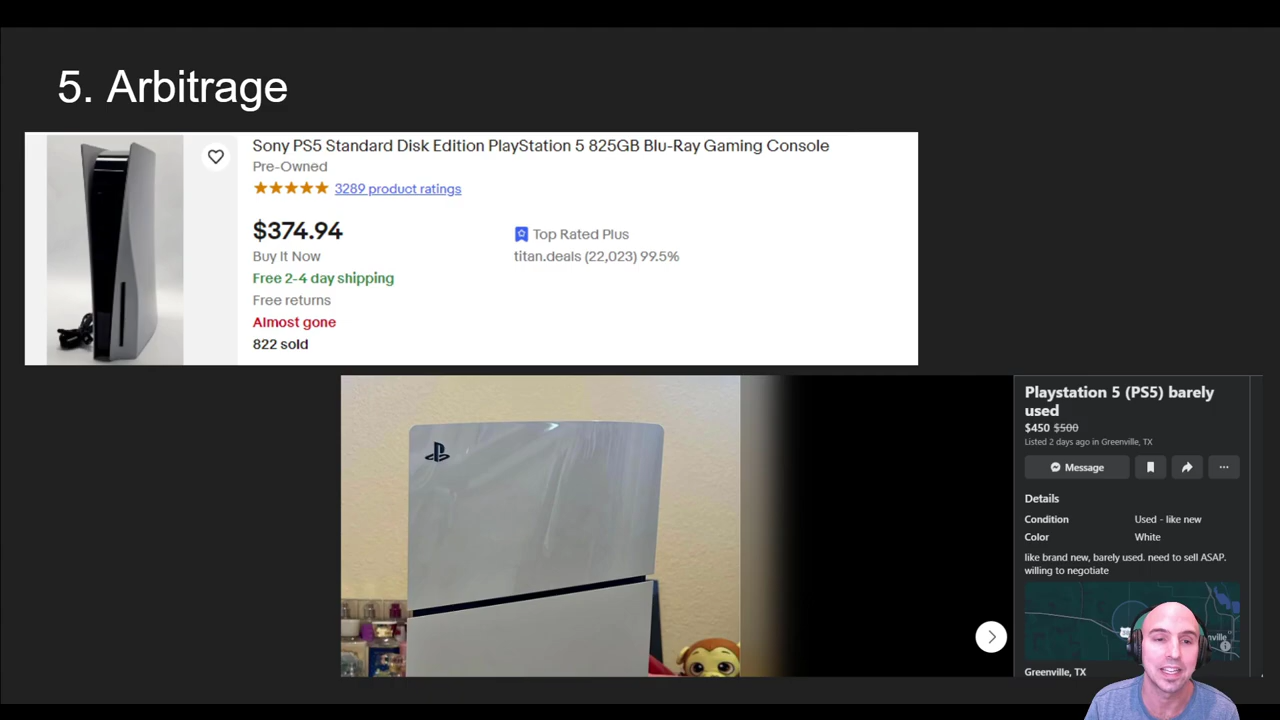 5. Arbitrage
Sony PS5 Standard Disk Edition PlayStation 5 825GB Blu-Ray Gaming Console
Pre-Owned
3289 product ratings
$374.94
Buy It Now
Free 2-4 day shipping
Free returns
Almost gone
822 sold
Top Rated Plus
titan.deals (22,023) 99.5%
Playstation 5 (PS5) barely
used
$450 $500
Listed 2 days ago in Greenville, TX
Message
Details
Condition Used - like new
Color White
like brand new, barely used. need to sell ASAP.
willing to negotiate
Greenville, TX